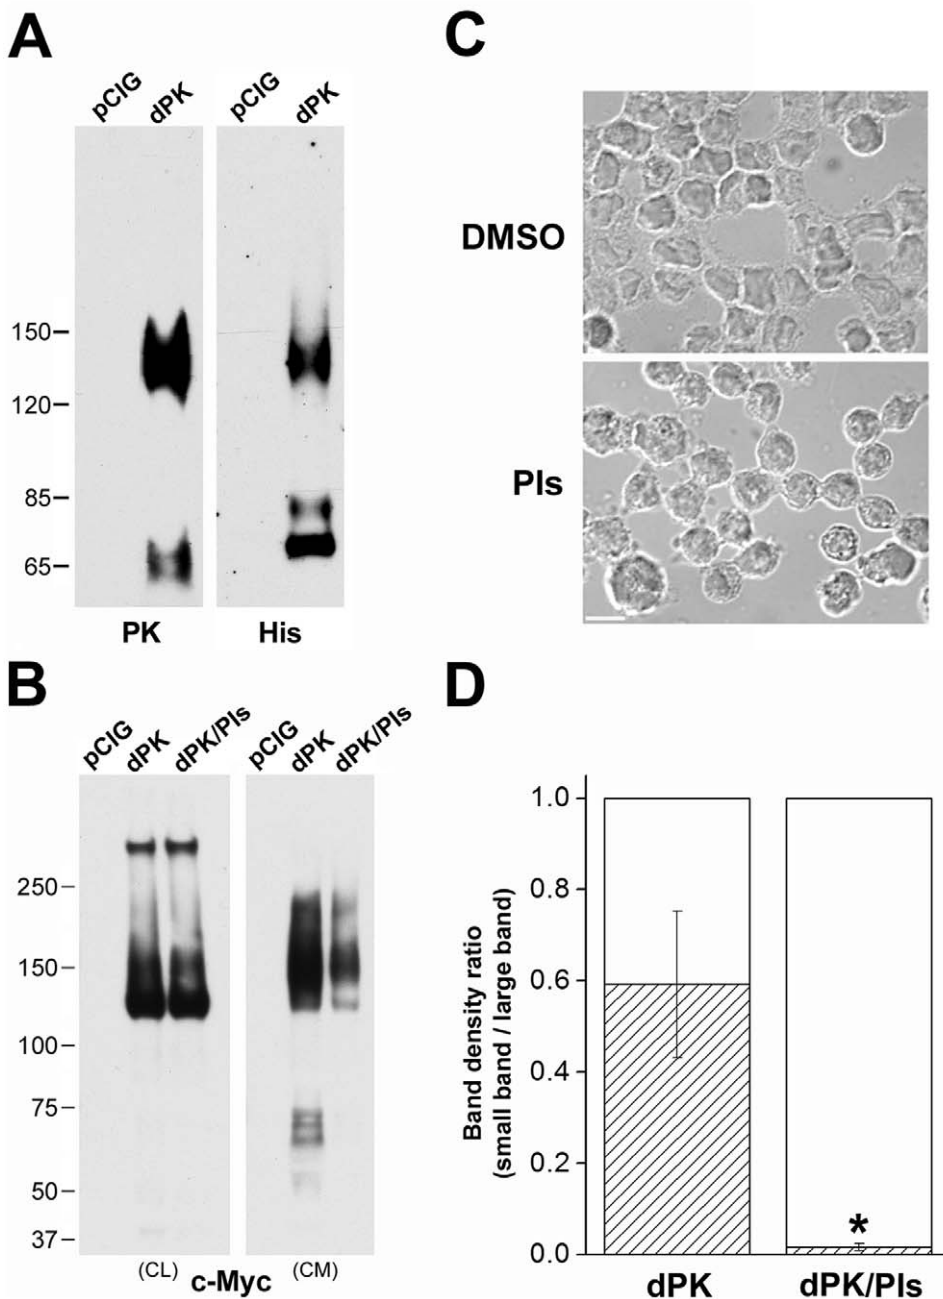 A
pCIG dPK pCIG dPK
150
120
85
65
PK His
B
pCIG dPK dPK/PIs pCIG dPK dPK/PIs
250
150
100
75
50
37
(CL) c-Myc (CM)
C
DMSO
PIs
D
Band density ratio
(small band / large band)
1.0
0.8
0.6
0.4
0.2
0.0
*
dPK dPK/PIs